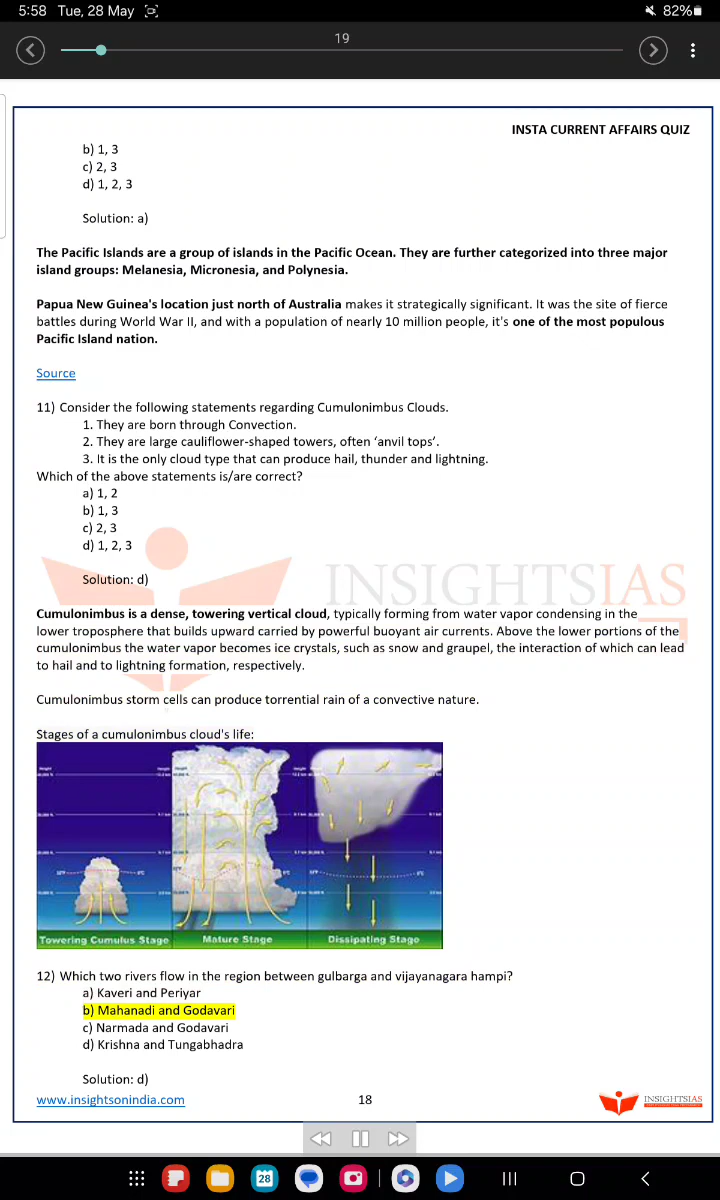 5:58 Tue, 28 May
82%
19
INSTA CURRENT AFFAIRS QUIZ
b) 1, 3
c) 2, 3
d) 1, 2, 3
Solution: a)
The Pacific Islands are a group of islands in the Pacific Ocean. They are further categorized into three major
island groups: Melanesia, Micronesia, and Polynesia.
Papua New Guinea's location just north of Australia makes it strategically significant. It was the site of fierce
battles during World War II, and with a population of nearly 10 million people, it's one of the most populous
Pacific Island nation.
Source
11) Consider the following statements regarding Cumulonimbus Clouds.
1. They are born through Convection.
2. They are large cauliflower-shaped towers, often ‘anvil tops’.
3. It is the only cloud type that can produce hail, thunder and lightning.
Which of the above statements is/are correct?
a) 1, 2
b) 1, 3
c) 2, 3
d) 1, 2, 3
INSIGHTSIAS
Solution: d)
Cumulonimbus is a dense, towering vertical cloud, typically forming from water vapor condensing in the
lower troposphere that builds upward carried by powerful buoyant air currents. Above the lower portions of the
cumulonimbus the water vapor becomes ice crystals, such as snow and graupel, the interaction of which can lead
to hail and to lightning formation, respectively.
Cumulonimbus storm cells can produce torrential rain of a convective nature.
Stages of a cumulonimbus cloud's life:
Towering Cumulus Stage
Mature Stage
Dissipating Stage
12) Which two rivers flow in the region between gulbarga and vijayanagara hampi?
a) Kaveri and Periyar
b) Mahanadi and Godavari
c) Narmada and Godavari
d) Krishna and Tungabhadra
Solution: d)
www.insightsonindia.com
18
INSIGHTSIAS
28